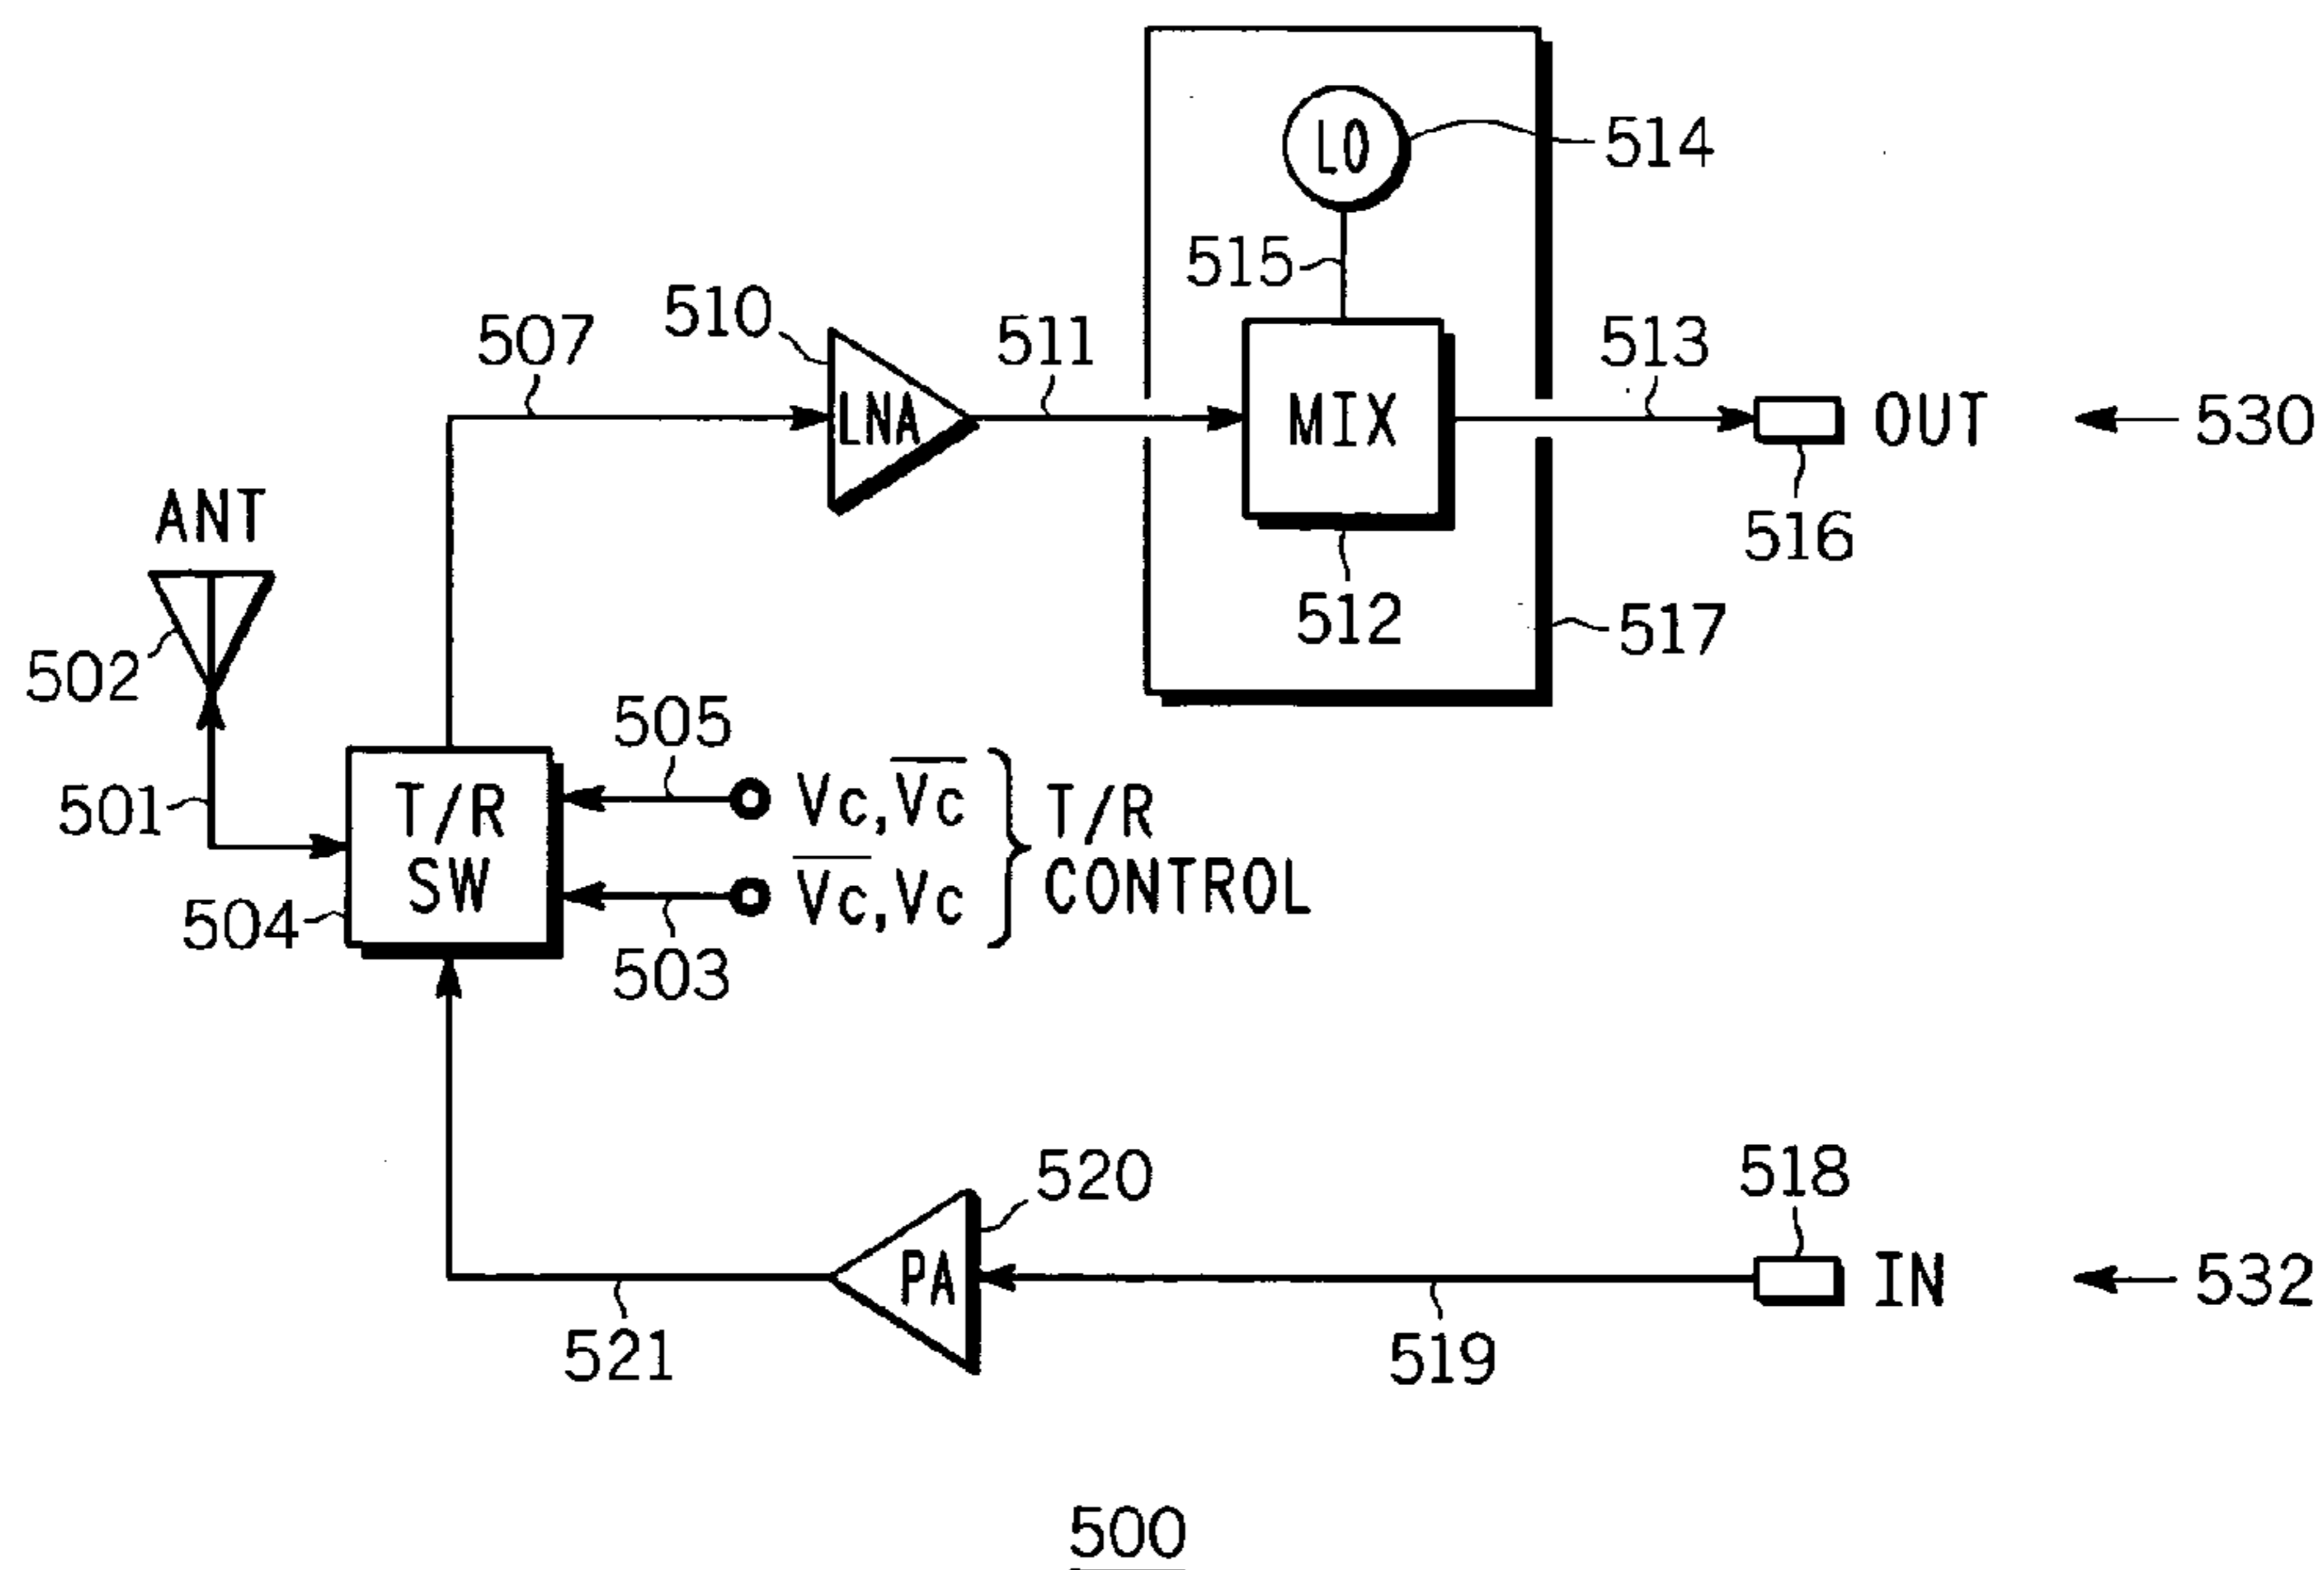 LO
514
515
510
507
511
513
LNA
MIX
OUT
530
ANT
516
512
517
502
505
501
T/R
SW
Vc, V̅c̅
V̅c̅, Vc
T/R
CONTROL
504
503
520
518
PA
IN
532
521
519
500